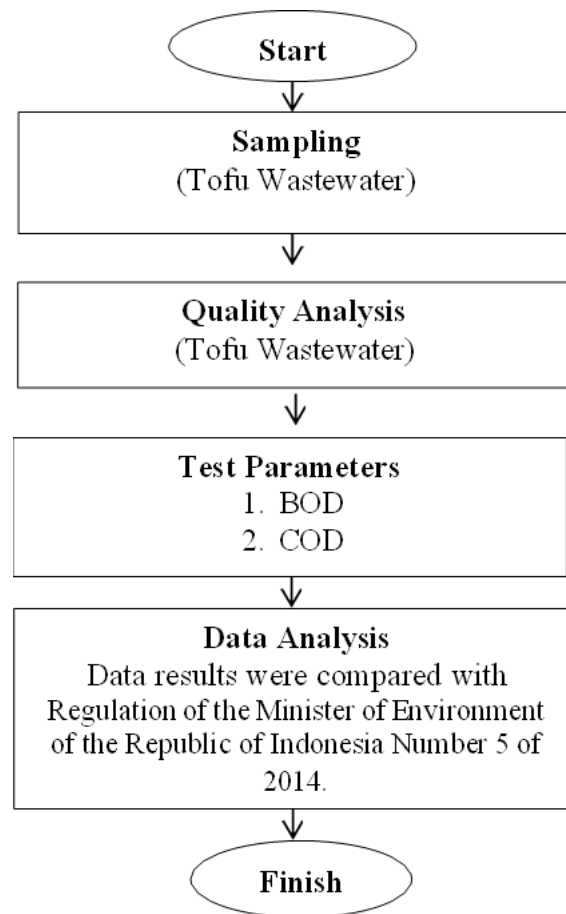 Start
Sampling
(Tofu Wastewater)
Quality Analysis
(Tofu Wastewater)
Test Parameters
1. BOD
2. COD
Data Analysis
Data results were compared with
Regulation of the Minister of Environment
of the Republic of Indonesia Number 5 of
2014.
Finish